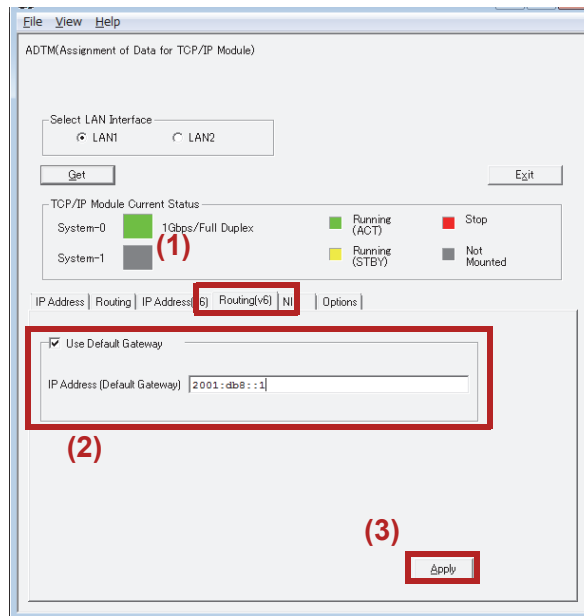 File View Help
ADTM(Assignment of Data for TCP/IP Module)
Select LAN Interface
LAN1 LAN2
Get Exit
TCP/IP Module Current Status
System-0 1Gbps/Full Duplex Running (ACT) Stop
(1)
System-1 Running (STBY) Not Mounted
IP Address Routing IP Address( 6) Routing(v6) NI Options
Use Default Gateway
IP Address (Default Gateway) 2001:db8::1
(2)
(3)
Apply